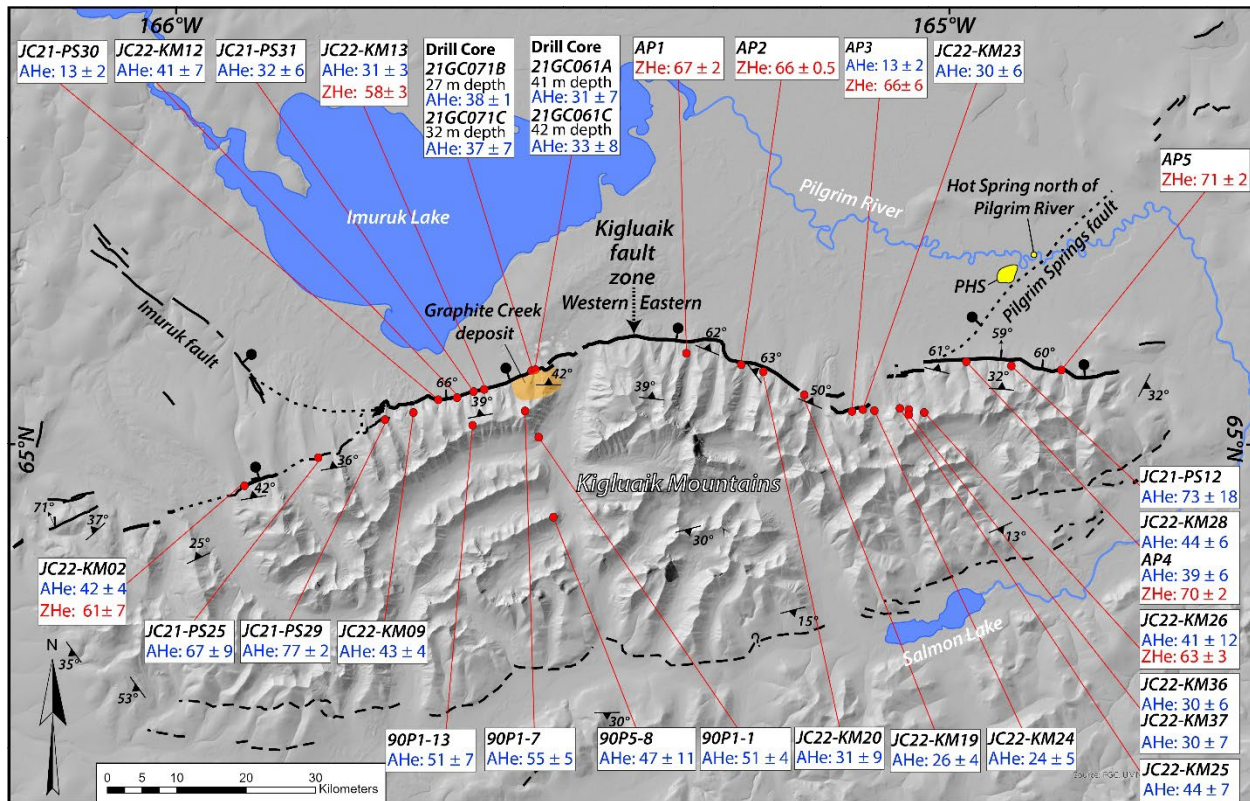 166°W
165°W
JC21-PS30
AHe: 13 ± 2
JC22-KM12
AHe: 41 ± 7
JC21-PS31
AHe: 32 ± 6
JC22-KM13
AHe: 31 ± 3
ZHe: 58± 3
Drill Core
21GC071B
27 m depth
AHe: 38 ± 1
21GC071C
32 m depth
AHe: 37 ± 7
Drill Core
21GC061A
41 m depth
AHe: 31 ± 7
21GC061C
42 m depth
AHe: 33 ± 8
AP1
ZHe: 67 ± 2
AP2
ZHe: 66 ± 0.5
AP3
AHe: 13 ± 2
ZHe: 66± 6
JC22-KM23
AHe: 30 ± 6
AP5
ZHe: 71 ± 2
Imuruk Lake
Pilgrim River
Hot Spring north of
Pilgrim River
PHS
Pilgrim Springs fault
Kigluaik
fault
zone
Western
Eastern
Graphite Creek
deposit
Imuruk fault
66°
39°
42°
39°
62°
63°
50°
61°
59°
60°
32°
32°
65°N
65°N
36°
42°
71°
37°
25°
Kigluaik Mountains
30°
13°
15°
Salmon Lake
35°
53°
30°
N
JC22-KM02
AHe: 42 ± 4
ZHe: 61± 7
JC21-PS25
AHe: 67 ± 9
JC21-PS29
AHe: 77 ± 2
JC22-KM09
AHe: 43 ± 4
90P1-13
AHe: 51 ± 7
90P1-7
AHe: 55 ± 5
90P5-8
AHe: 47 ± 11
90P1-1
AHe: 51 ± 4
JC22-KM20
AHe: 31 ± 9
JC22-KM19
AHe: 26 ± 4
JC22-KM24
AHe: 24 ± 5
JC21-PS12
AHe: 73 ± 18
JC22-KM28
AHe: 44 ± 6
AP4
AHe: 39 ± 6
ZHe: 70 ± 2
JC22-KM26
AHe: 41 ± 12
ZHe: 63 ± 3
JC22-KM36
AHe: 30 ± 6
JC22-KM37
AHe: 30 ± 7
JC22-KM25
AHe: 44 ± 7
0 5 10 20 30
Kilometers
Source: PGC, UMN